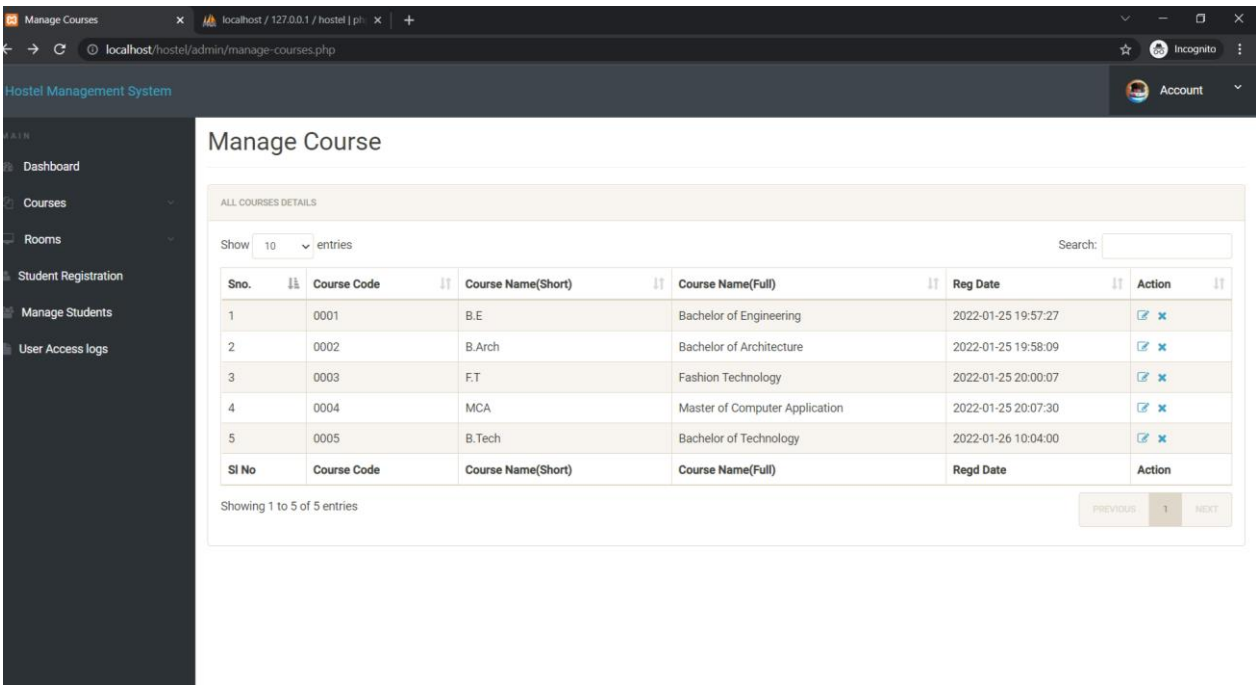 Manage Courses
localhost / 127.0.0.1 / hostel | ph
localhost/hostel/admin/manage-courses.php
Incognito
Hostel Management System
Account
MAIN
Dashboard
Courses
Rooms
Student Registration
Manage Students
User Access logs
Manage Course
ALL COURSES DETAILS
Show 10 entries
Search:
Sno. Course Code Course Name(Short) Course Name(Full) Reg Date Action
1 0001 B.E Bachelor of Engineering 2022-01-25 19:57:27
2 0002 B.Arch Bachelor of Architecture 2022-01-25 19:58:09
3 0003 F.T Fashion Technology 2022-01-25 20:00:07
4 0004 MCA Master of Computer Application 2022-01-25 20:07:30
5 0005 B.Tech Bachelor of Technology 2022-01-26 10:04:00
Sl No Course Code Course Name(Short) Course Name(Full) Regd Date Action
Showing 1 to 5 of 5 entries
PREVIOUS 1 NEXT